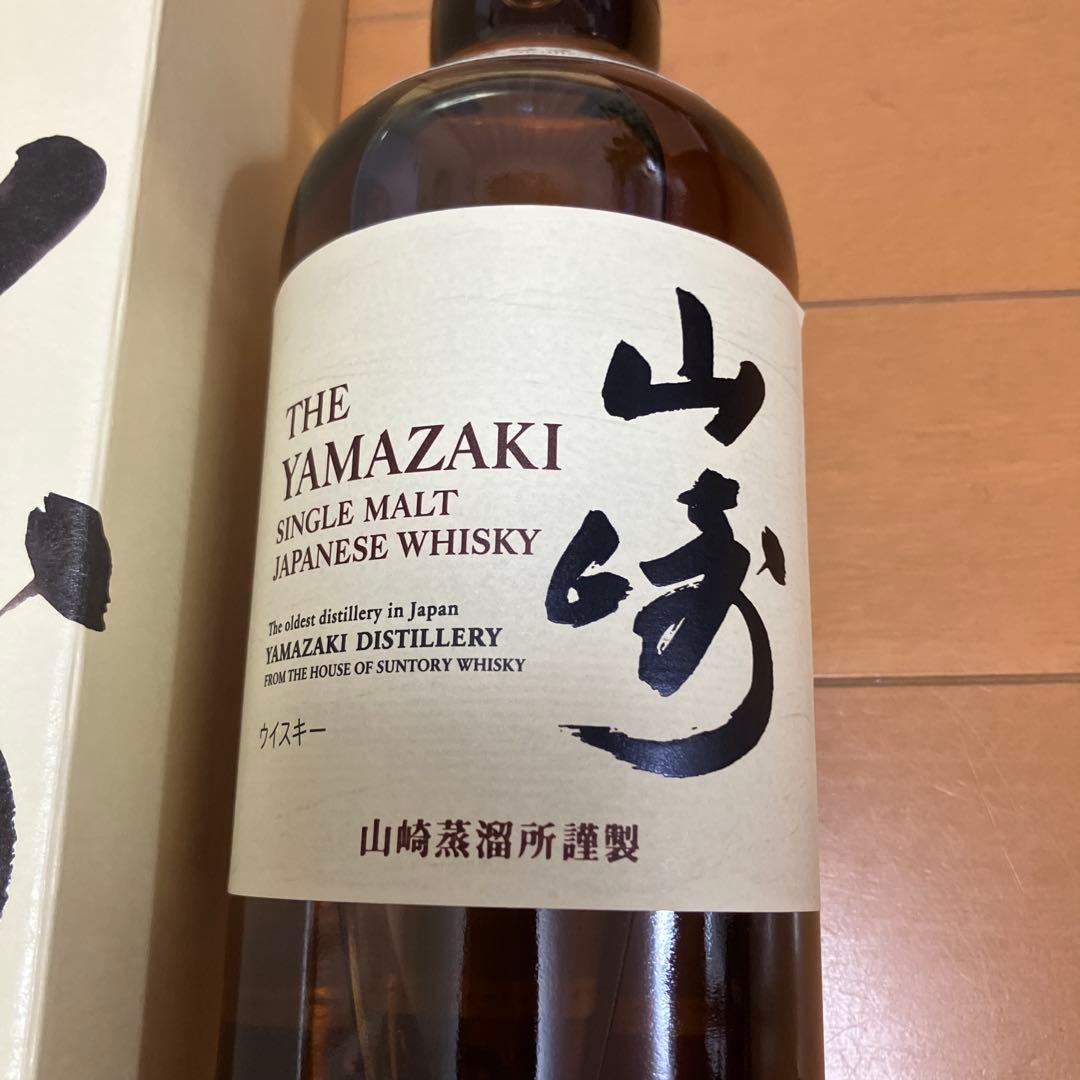 THE
YAMAZAKI
SINGLE MALT
JAPANESE WHISKY
The oldest distillery in Japan
YAMAZAKI DISTILLERY
FROM THE HOUSE OF SUNTORY WHISKY
ウイスキー
山崎
山崎蒸溜所謹製